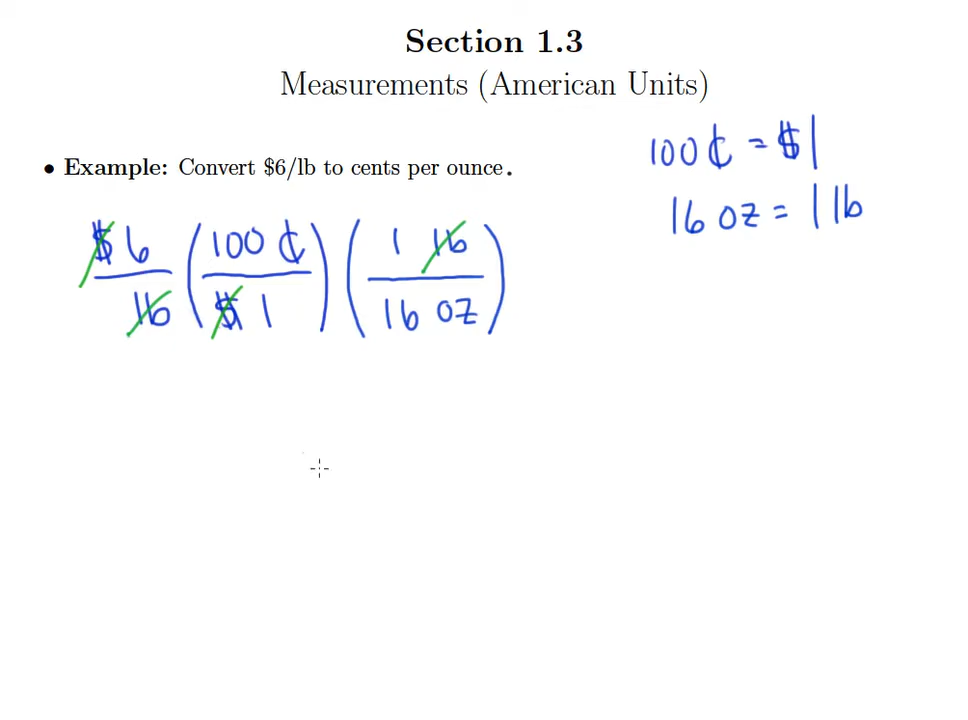 Section 1.3
Measurements (American Units)
100 ¢ = $1
• Example: Convert $6/lb to cents per ounce.
16 oz = 1 lb
$6 (100 ¢) (1 lb)
lb ($1) (16 oz)